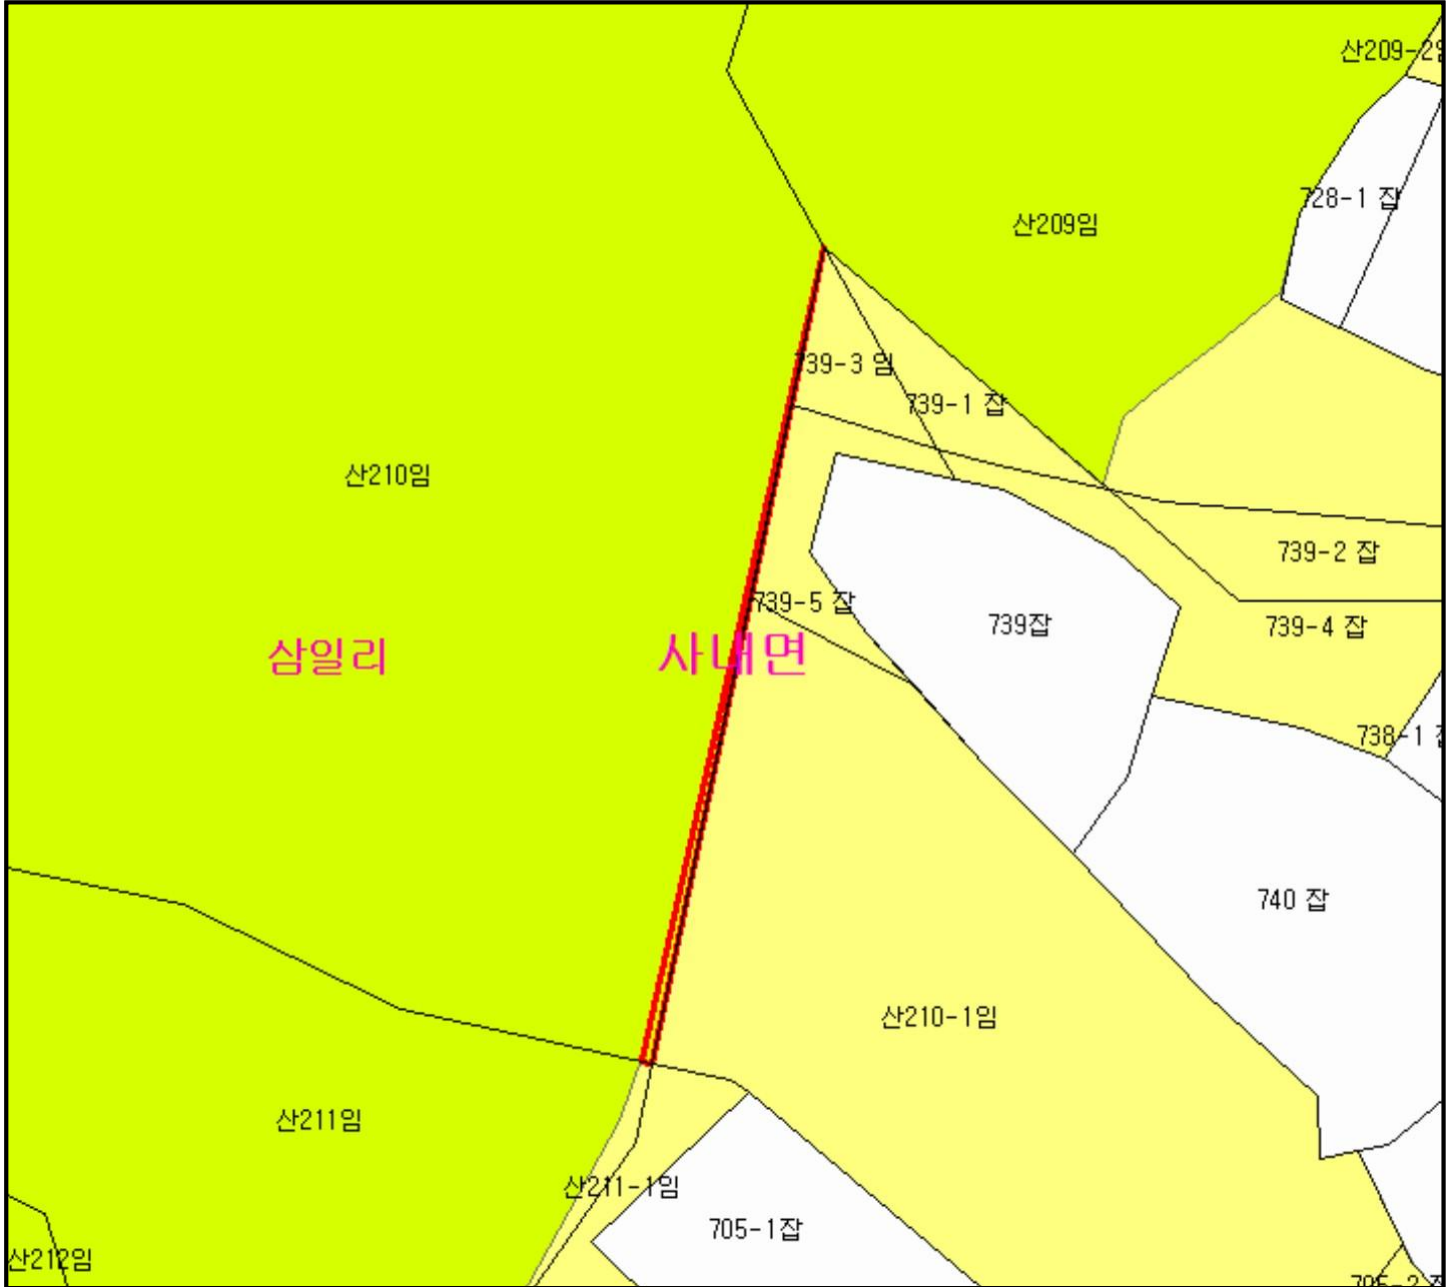 산209-2임
728-1 잡
산209임
739-3 임
739-1 잡
산210임
739-2 잡
739-5 잡
739잡
739-4 잡
삼일리
사내면
738-1
740 잡
산210-1임
산211임
산211-1임
705-1잡
산212임